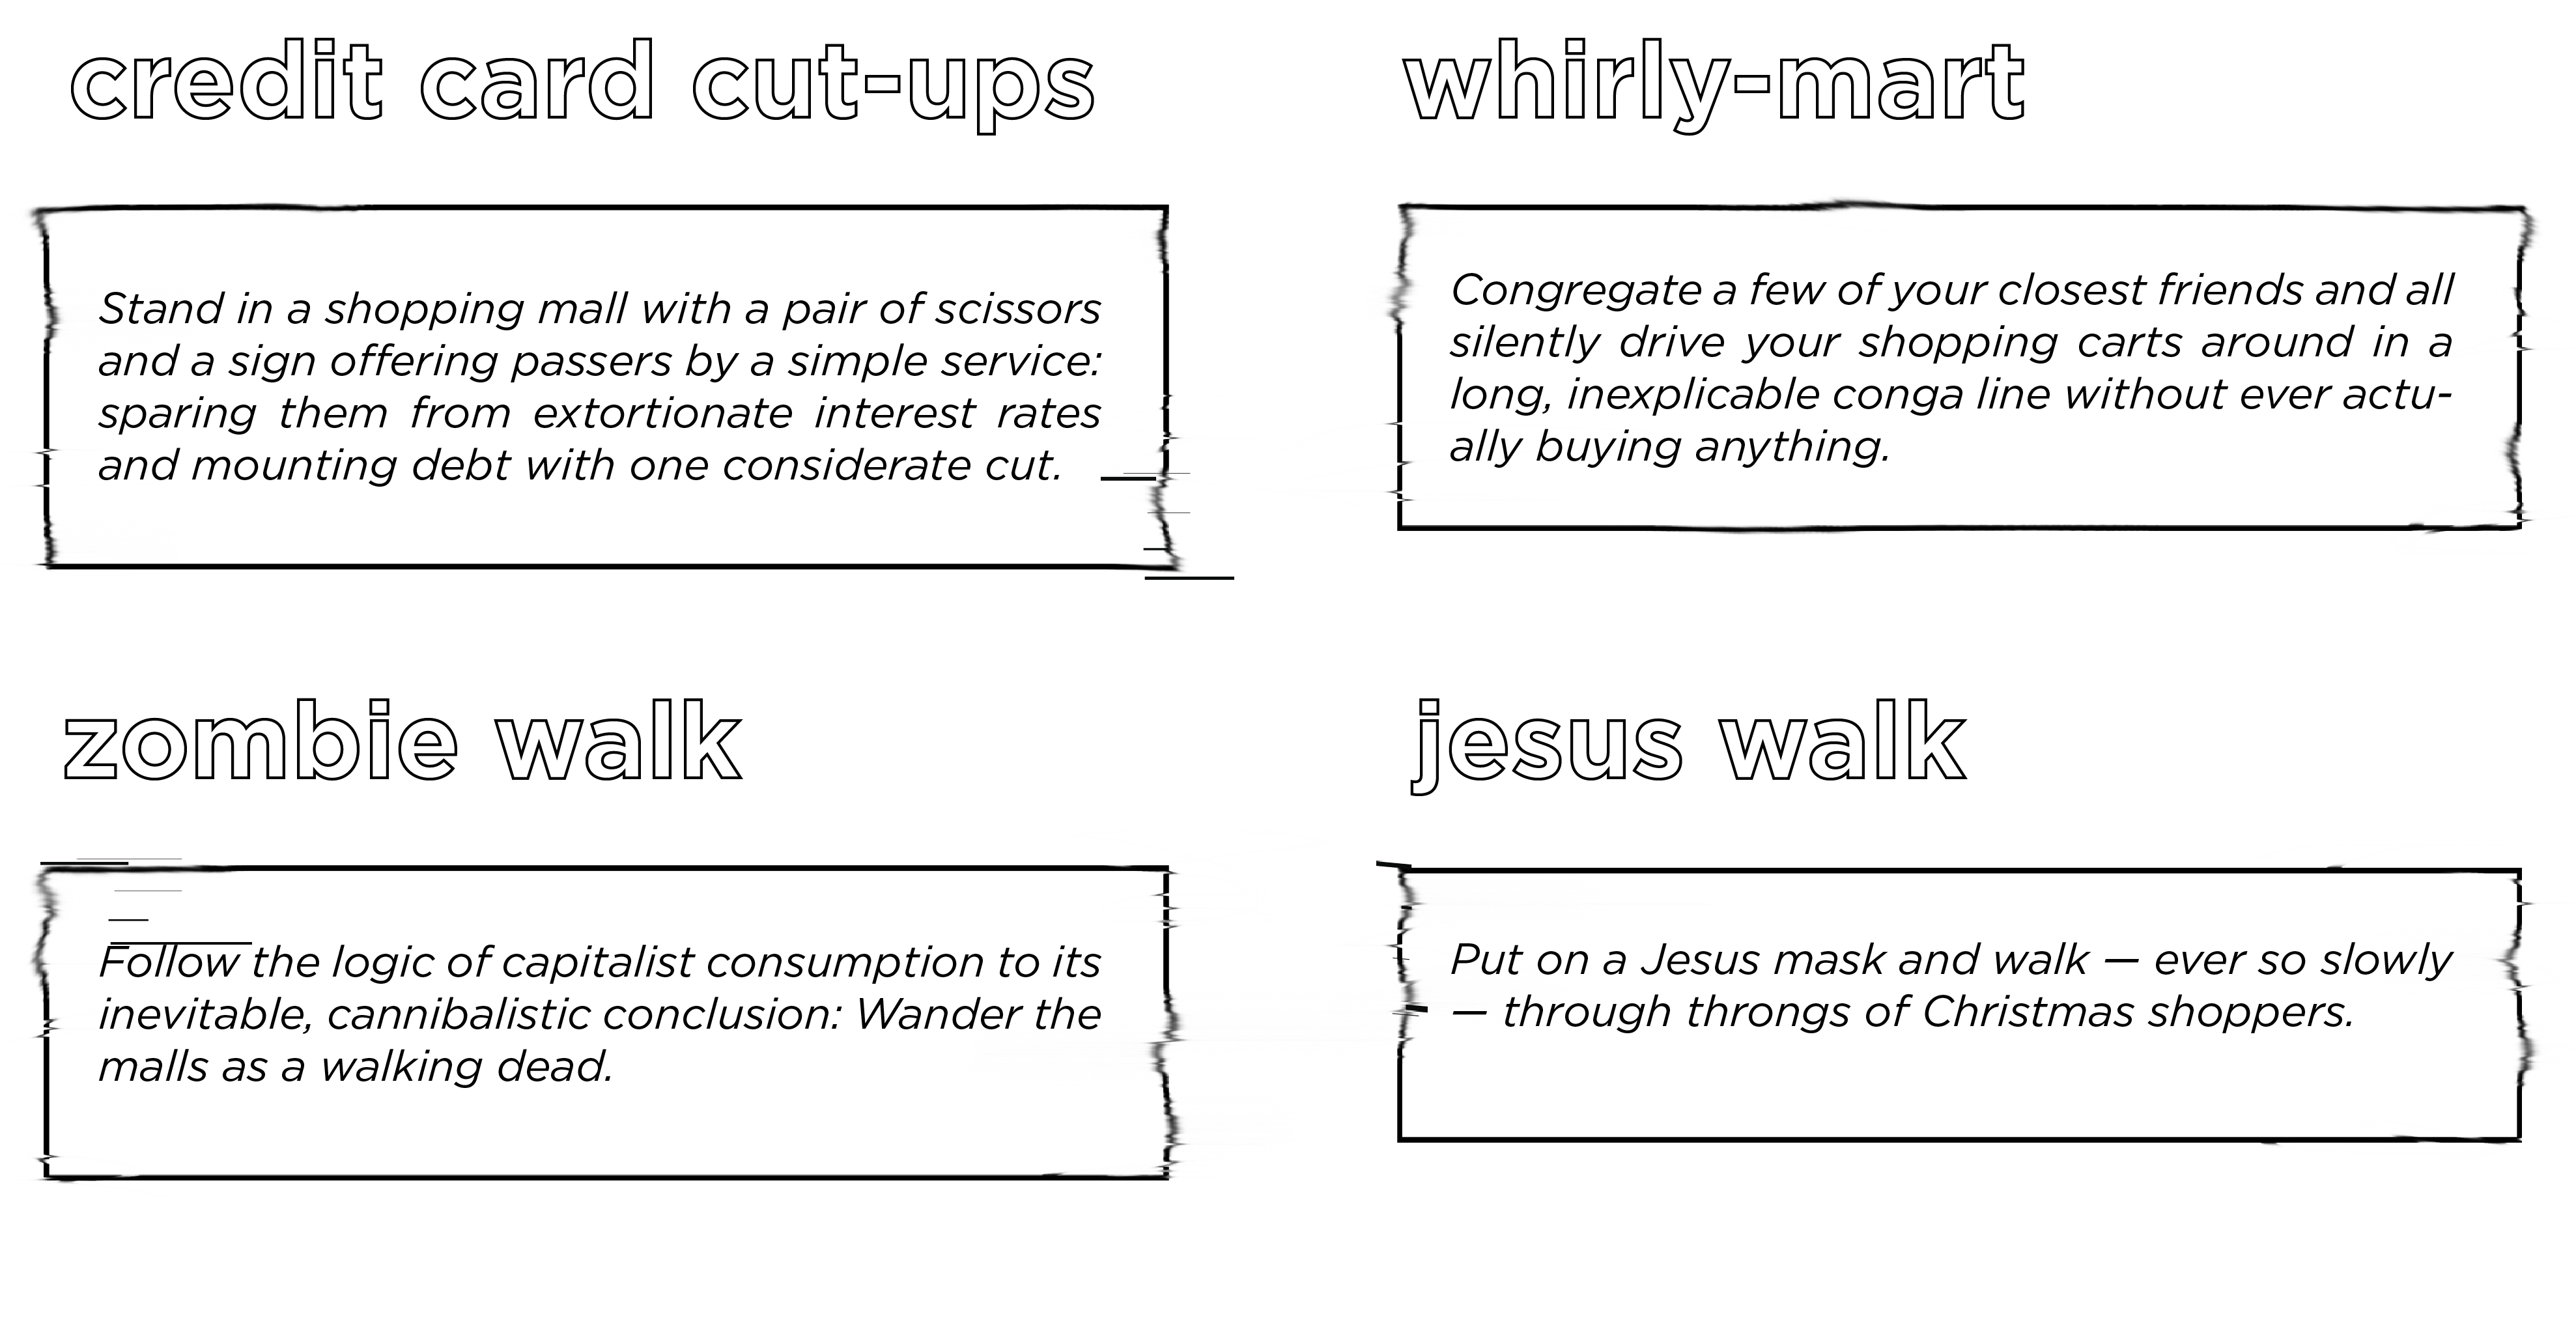 credit card cut-ups
Stand in a shopping mall with a pair of scissors
and a sign offering passers by a simple service:
sparing them from extortionate interest rates
and mounting debt with one considerate cut.
whirly-mart
Congregate a few of your closest friends and all
silently drive your shopping carts around in a
long, inexplicable conga line without ever actu-
ally buying anything.
zombie walk
Follow the logic of capitalist consumption to its
inevitable, cannibalistic conclusion: Wander the
malls as a walking dead.
jesus walk
Put on a Jesus mask and walk — ever so slowly
— through throngs of Christmas shoppers.